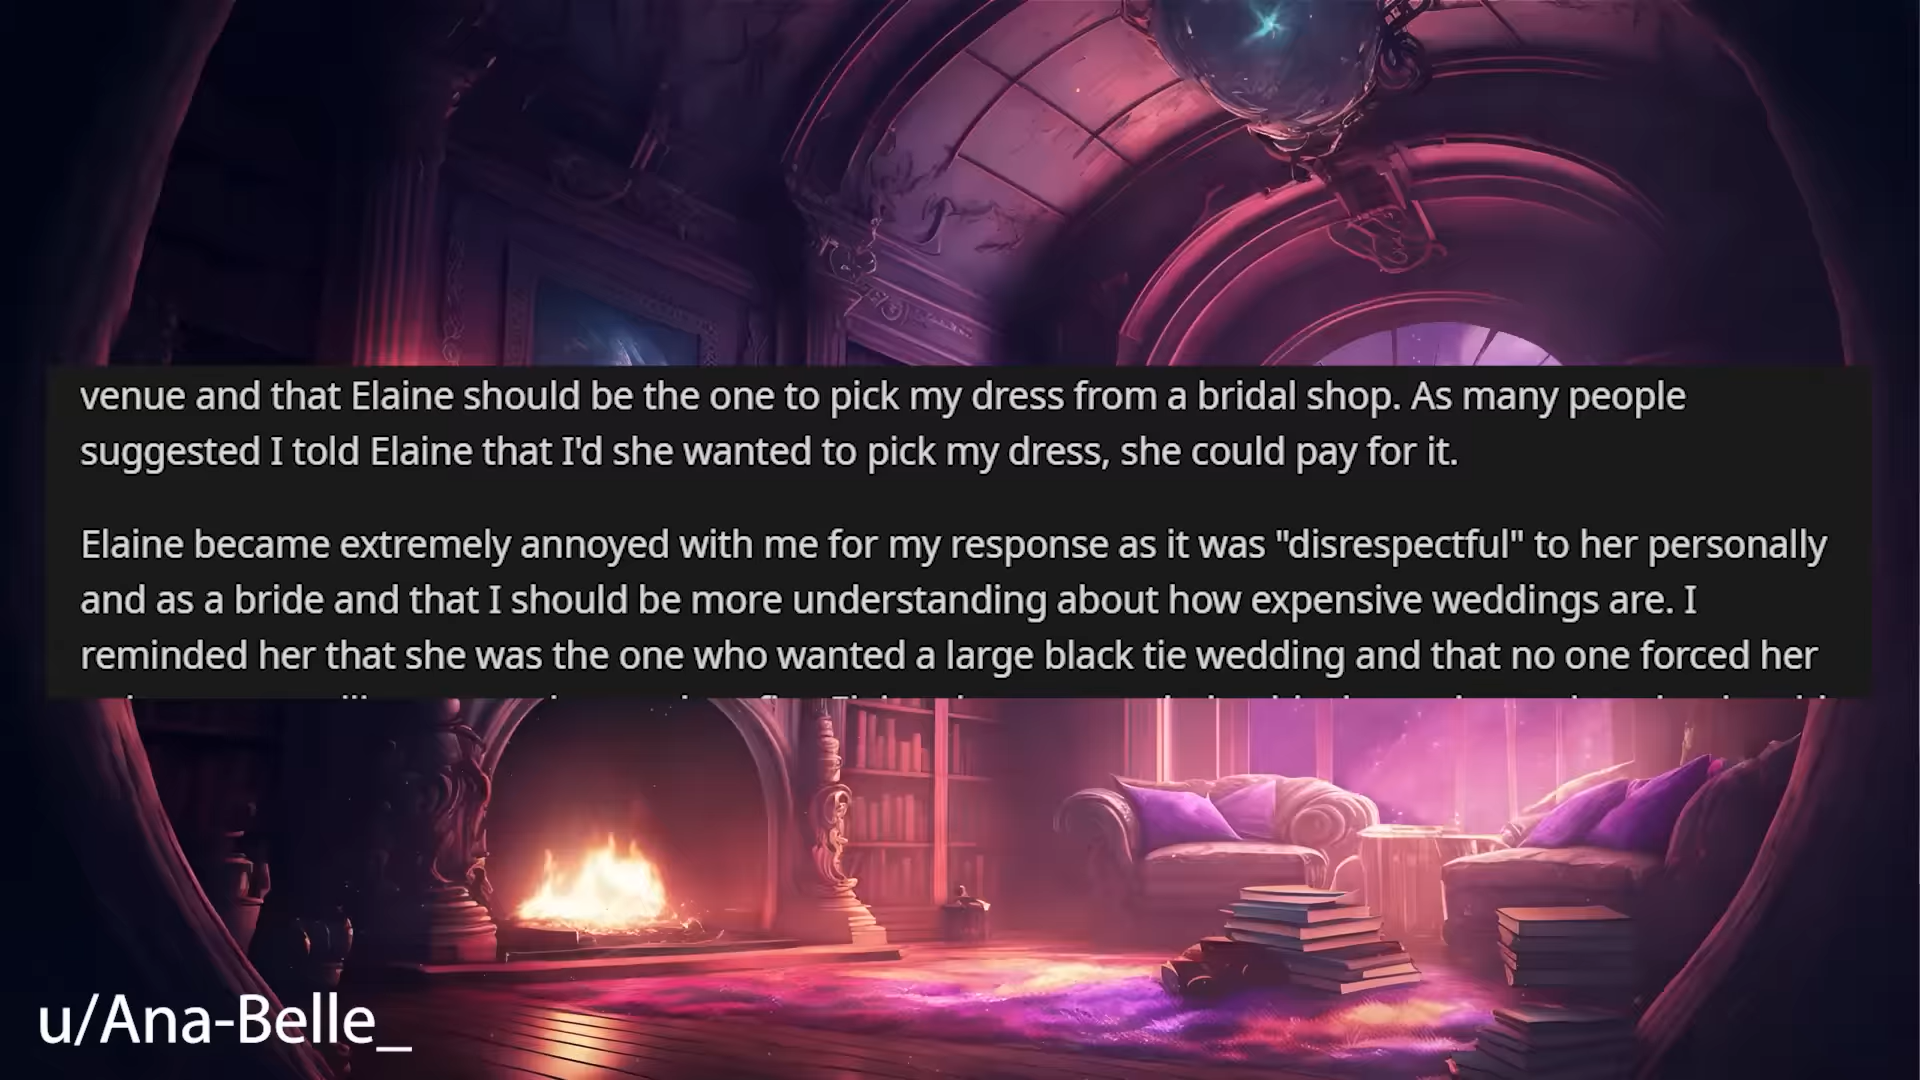 venue and that Elaine should be the one to pick my dress from a bridal shop. As many people
suggested I told Elaine that I'd she wanted to pick my dress, she could pay for it.
Elaine became extremely annoyed with me for my response as it was "disrespectful" to her personally
and as a bride and that I should be more understanding about how expensive weddings are. I
reminded her that she was the one who wanted a large black tie wedding and that no one forced her
u/Ana-Belle_